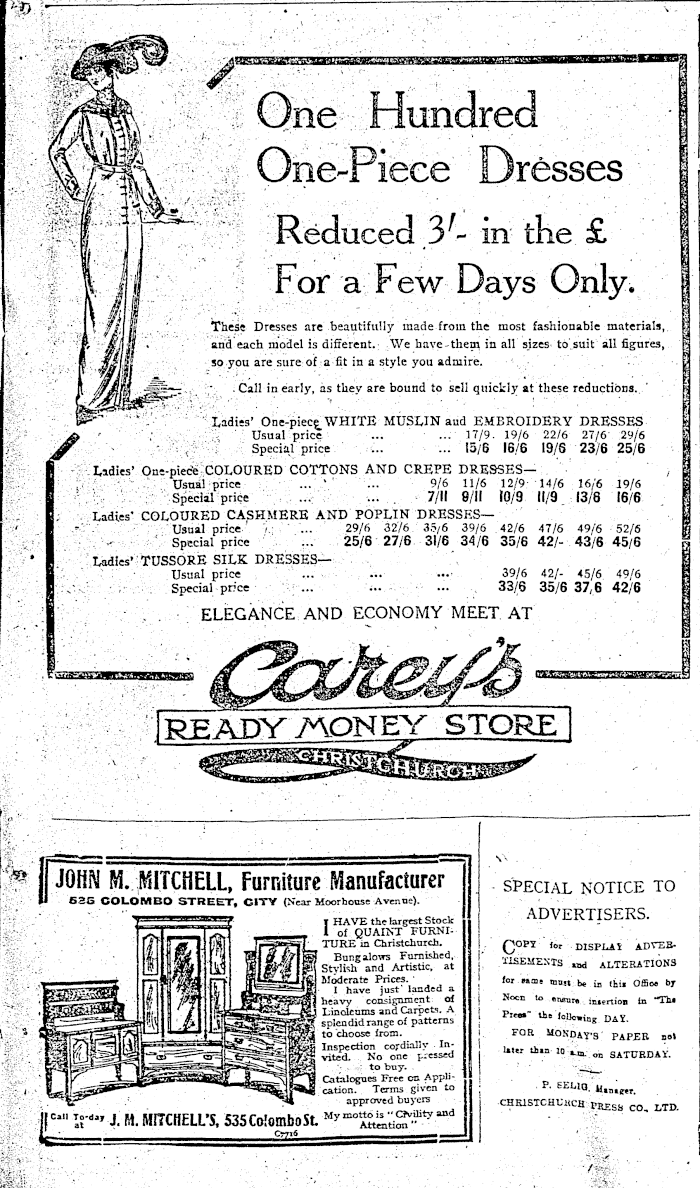 One Hundred
One-Piece Dresses
Reduced 3/- in the £
For a Few Days Only.
These Dresses are beautifully made from the most fashionable materials,
and each model is different. We have them in all sizes to suit all figures,
so you are sure of a fit in a style you admire.
Call in early, as they are bound to sell quickly at these reductions.
Ladies' One-piece WHITE MUSLIN and EMBROIDERY DRESSES
Usual price ... ... 17/9 19/6 22/6 27/6 29/6
Special price ... ... 15/6 16/6 19/6 23/6 25/6
Ladies' One-piece COLOURED COTTONS AND CREPE DRESSES—
Usual price ... ... 9/6 11/6 12/9 14/6 16/6 19/6
Special price ... ... 7/11 9/11 10/9 11/9 13/6 16/6
Ladies' COLOURED CASHMERE AND POPLIN DRESSES—
Usual price ... 29/6 32/6 35/6 39/6 42/6 47/6 49/6 52/6
Special price ... 25/6 27/6 31/6 34/6 35/6 42/- 43/6 45/6
Ladies' TUSSORE SILK DRESSES—
Usual price ... ... ... 39/6 42/- 45/6 49/6
Special price ... ... ... 33/6 35/6 37/6 42/6
ELEGANCE AND ECONOMY MEET AT
Carey's
READY MONEY STORE
CHRISTCHURCH
JOHN M. MITCHELL, Furniture Manufacturer
535 COLOMBO STREET, CITY (Near Moorhouse Avenue).
I HAVE the largest Stock
of QUAINT FURNI-
TURE in Christchurch.
Bungalows Furnished,
Stylish and Artistic, at
Moderate Prices.
I have just landed a
heavy consignment of
Linoleums and Carpets. A
splendid range of patterns
to choose from.
Inspection cordially In-
vited. No one pressed
to buy.
Catalogues Free on Appli-
cation. Terms given to
approved buyers
My motto is "Civility and
Attention"
Call To-day
at J. M. MITCHELL'S, 535 Colombo St.
C7716
SPECIAL NOTICE TO
ADVERTISERS.
COPY for DISPLAY ADVER-
TISEMENTS and ALTERATIONS
for same must be in this Office by
Noon to ensure insertion in "The
Press" the following DAY.
FOR MONDAY'S PAPER not
later than 10 a.m. on SATURDAY.
P. SELIG, Manager.
CHRISTCHURCH PRESS CO., LTD.